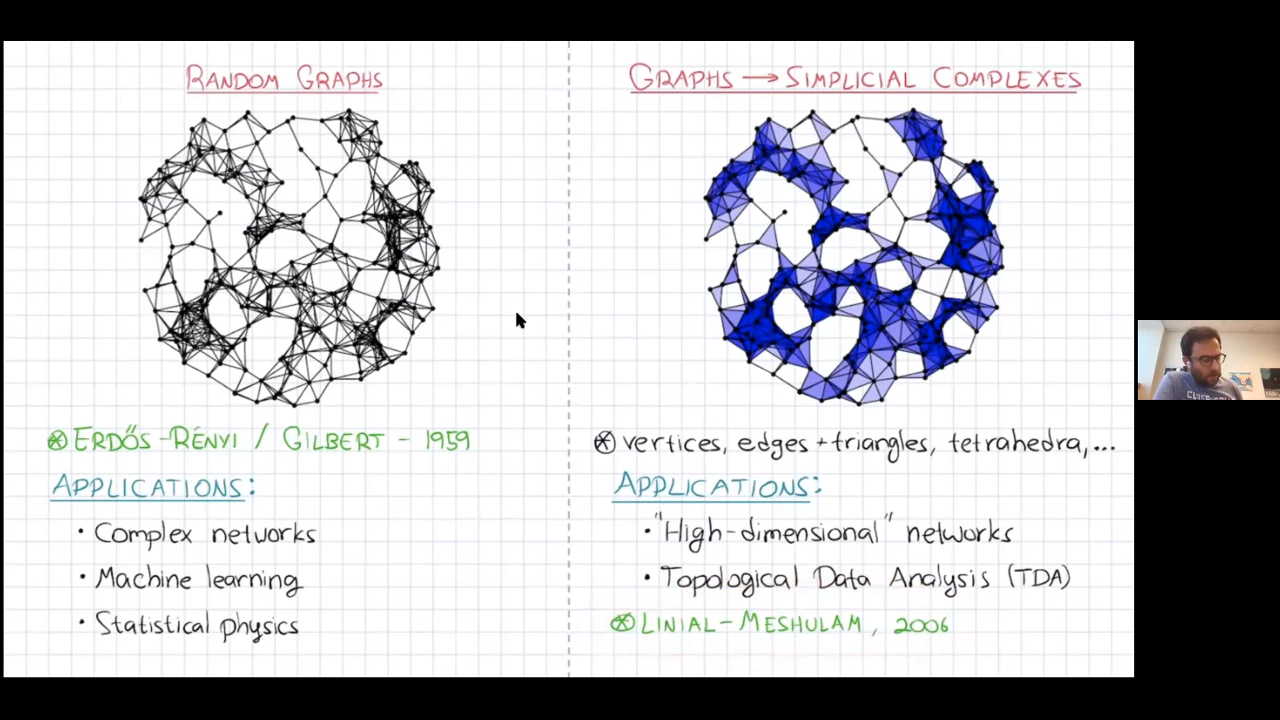 RANDOM GRAPHS
⊛ ERDŐS-RÉNYI / GILBERT - 1959
APPLICATIONS:
• Complex networks
• Machine learning
• Statistical physics
GRAPHS → SIMPLICIAL COMPLEXES
⊛ vertices, edges + triangles, tetrahedra,...
APPLICATIONS:
• "High-dimensional" networks
• Topological Data Analysis (TDA)
⊛ LINIAL-MESHULAM, 2006